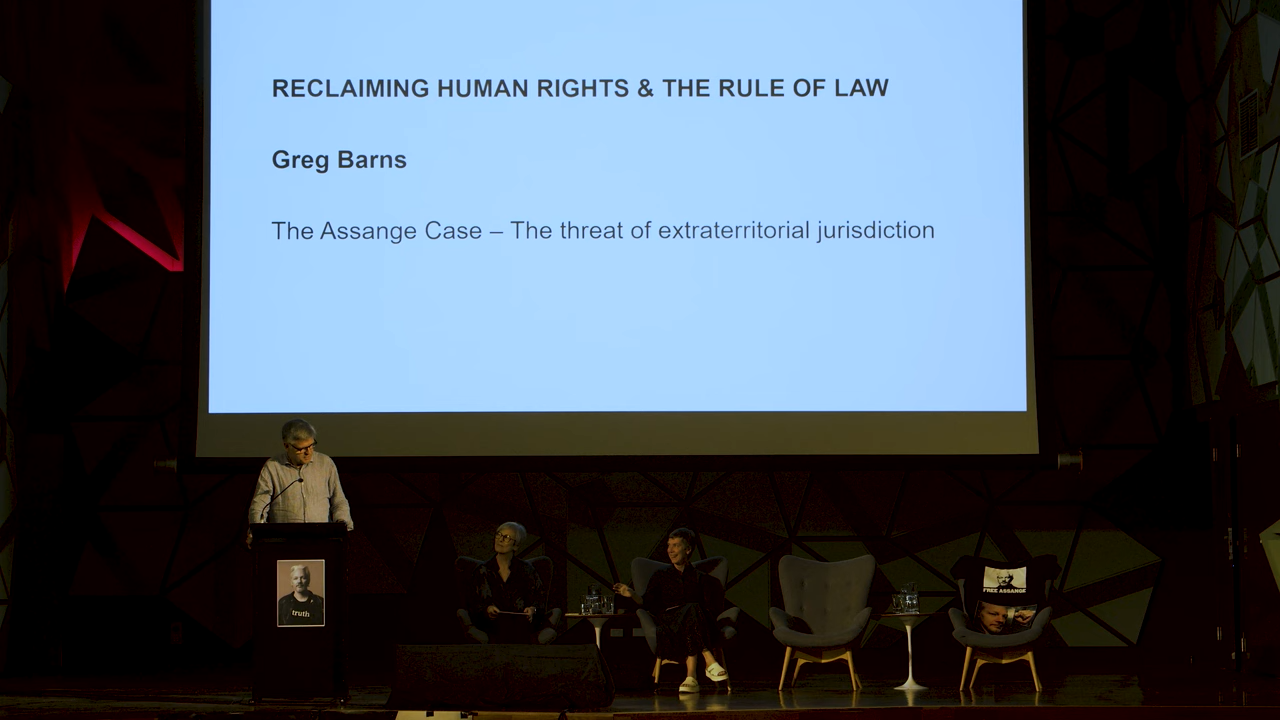 RECLAIMING HUMAN RIGHTS & THE RULE OF LAW
Greg Barns
The Assange Case – The threat of extraterritorial jurisdiction
truth
FREE ASSANGE